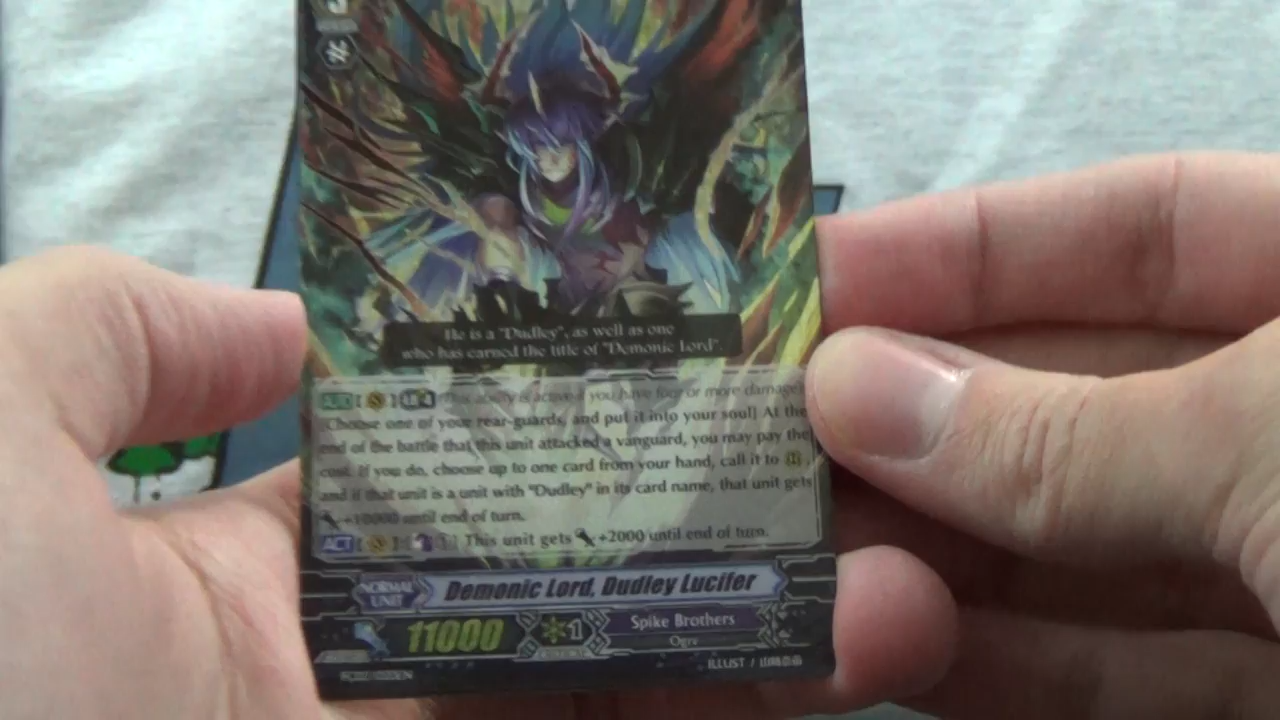 He is a "Dudley", as well as one
who has earned the title of "Demonic Lord".
AUTO [ V ] LB4 (This ability is active if you have four or more damage)
[Choose one of your rear-guards, and put it into your soul] At the
end of the battle that this unit attacked a vanguard, you may pay the
cost. If you do, choose up to one card from your hand, call it to (R) ,
and if that unit is a unit with "Dudley" in its card name, that unit gets
+10000 until end of turn.
ACT [ V ] : [ 1 ] This unit gets +2000 until end of turn.
NORMAL UNIT
Demonic Lord, Dudley Lucifer
11000
1
Spike Brothers
Ogre
ILLUST /